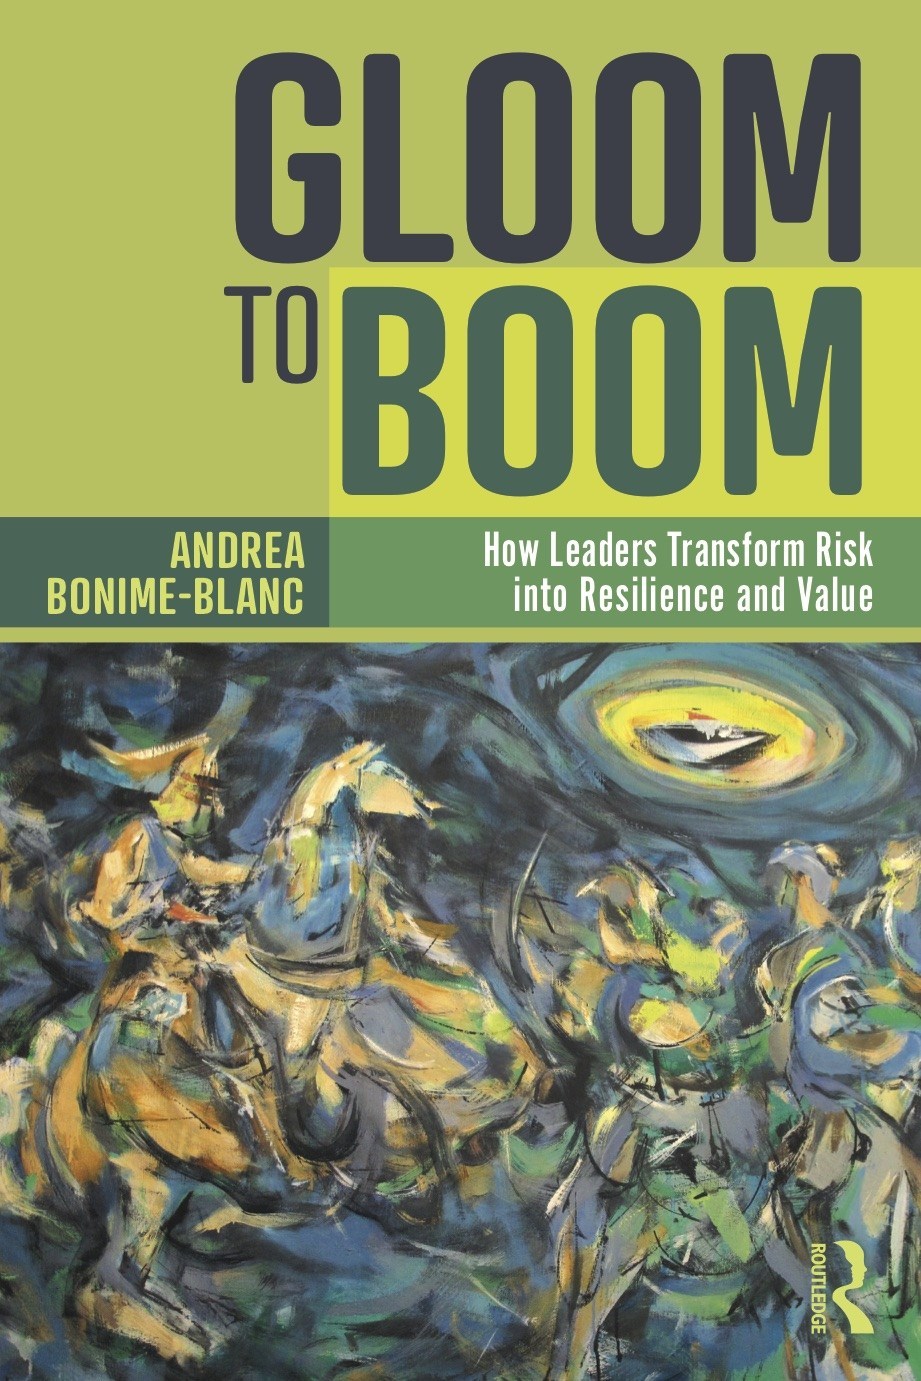 GLOOM
TO BOOM
ANDREA
BONIME-BLANC
How Leaders Transform Risk
into Resilience and Value
ROUTLEDGE